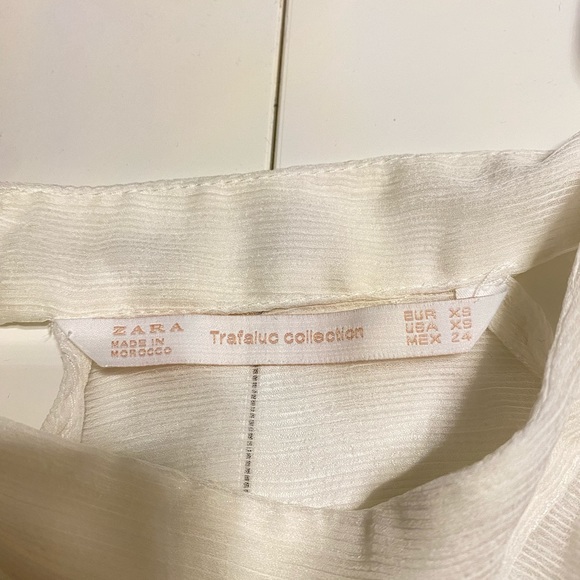 ZARA
MADE IN
MOROCCO
Trafaluc collection
EUR XS
USA XS
MEX 24